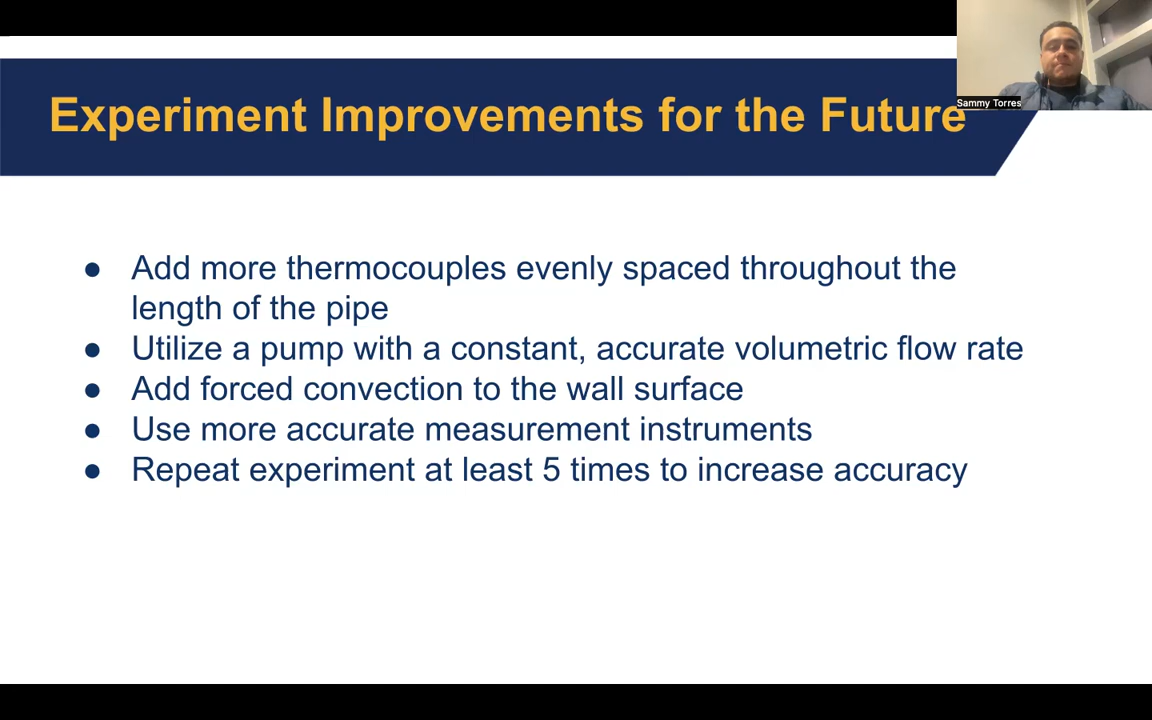 Experiment Improvements for the Future
Sammy Torres
● Add more thermocouples evenly spaced throughout the
length of the pipe
● Utilize a pump with a constant, accurate volumetric flow rate
● Add forced convection to the wall surface
● Use more accurate measurement instruments
● Repeat experiment at least 5 times to increase accuracy